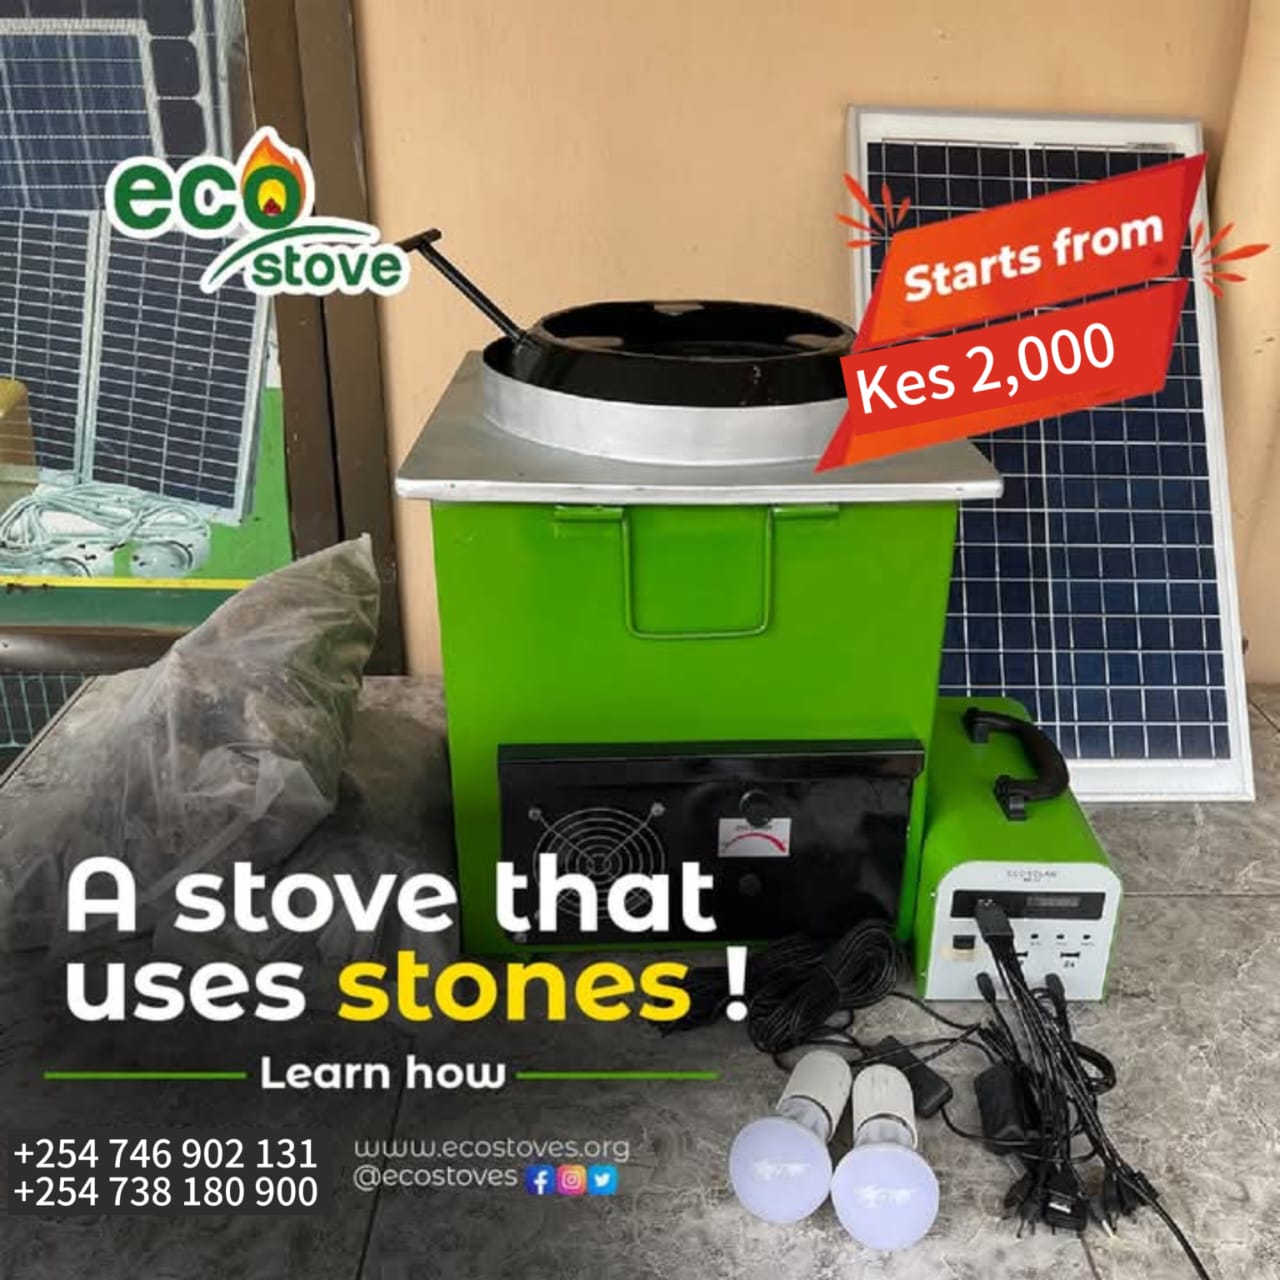 eco
stove
Starts from
Kes 2,000
A stove that
uses stones !
Learn how
+254 746 902 131
+254 738 180 900
www.ecostoves.org
@ecostoves